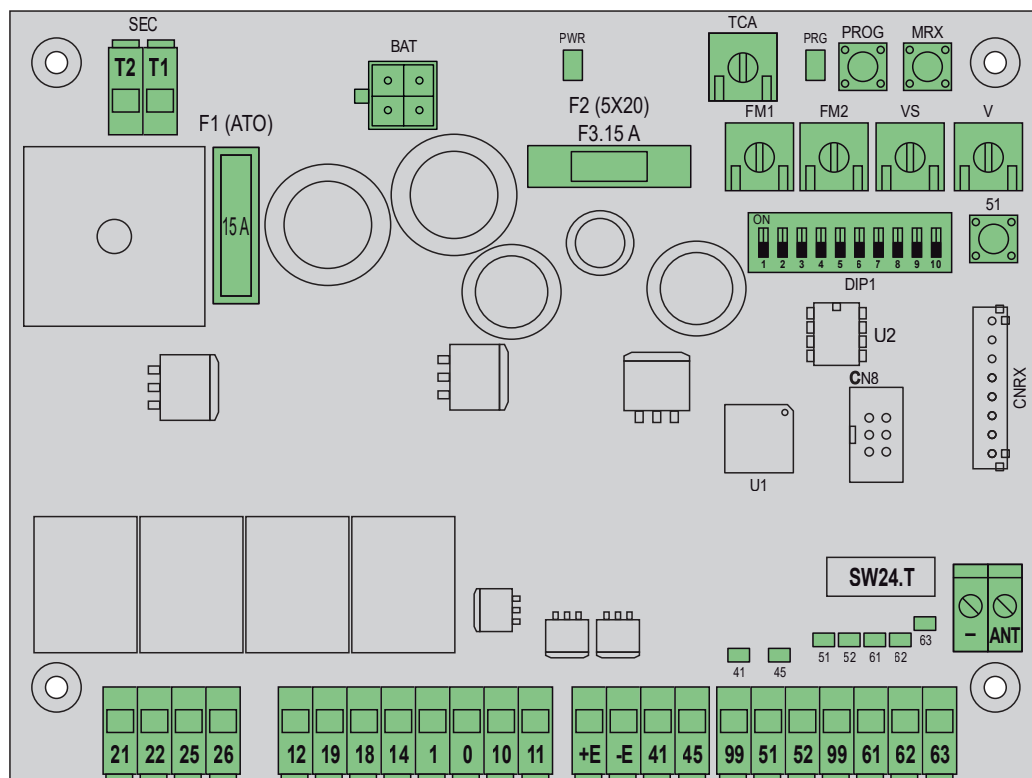 SEC
T2 T1
BAT
PWR
TCA
PRG
PROG
MRX
F1 (ATO)
15 A
F2 (5X20)
F3.15 A
FM1
FM2
VS
V
ON
1 2 3 4 5 6 7 8 9 10
DIP1
51
U2
CN8
CNRX
U1
SW24.T
– ANT
63
51 52 61 62
41 45
21 22 25 26
12 19 18 14 1 0 10 11
+E -E 41 45
99 51 52 99 61 62 63